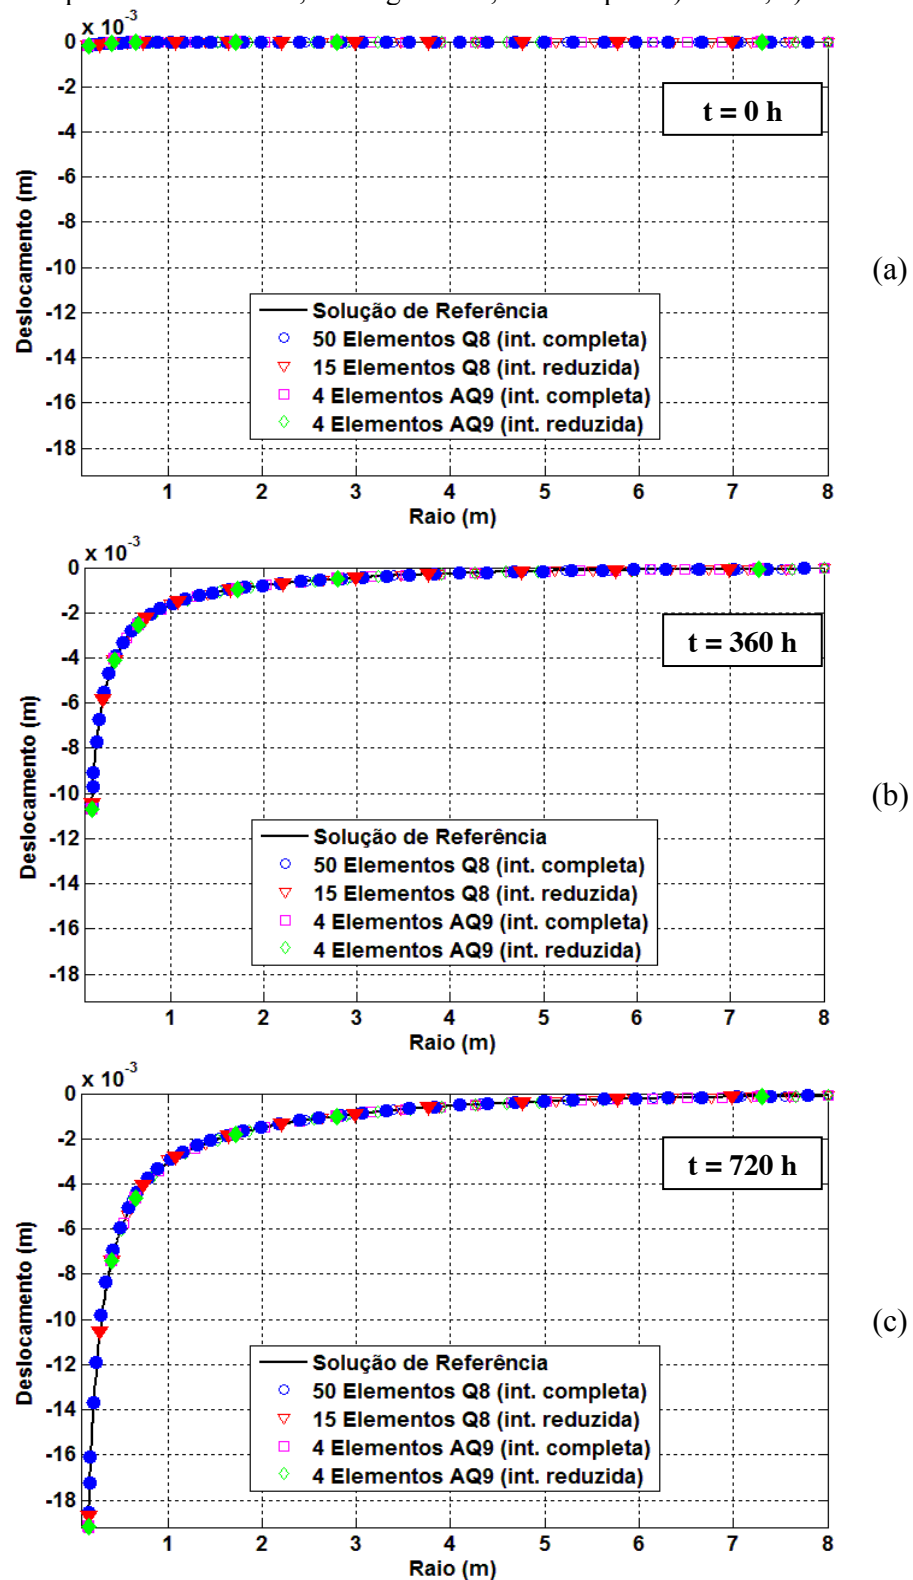 x 10-3
0
-2
-4
-6
-8
-10
-12
-14
-16
-18
Deslocamento (m)
t = 0 h
Solução de Referência
50 Elementos Q8 (int. completa)
15 Elementos Q8 (int. reduzida)
4 Elementos AQ9 (int. completa)
4 Elementos AQ9 (int. reduzida)
1 2 3 4 5 6 7 8
Raio (m)
(a)
x 10-3
0
-2
-4
-6
-8
-10
-12
-14
-16
-18
Deslocamento (m)
t = 360 h
Solução de Referência
50 Elementos Q8 (int. completa)
15 Elementos Q8 (int. reduzida)
4 Elementos AQ9 (int. completa)
4 Elementos AQ9 (int. reduzida)
1 2 3 4 5 6 7 8
Raio (m)
(b)
x 10-3
0
-2
-4
-6
-8
-10
-12
-14
-16
-18
Deslocamento (m)
t = 720 h
Solução de Referência
50 Elementos Q8 (int. completa)
15 Elementos Q8 (int. reduzida)
4 Elementos AQ9 (int. completa)
4 Elementos AQ9 (int. reduzida)
1 2 3 4 5 6 7 8
Raio (m)
(c)